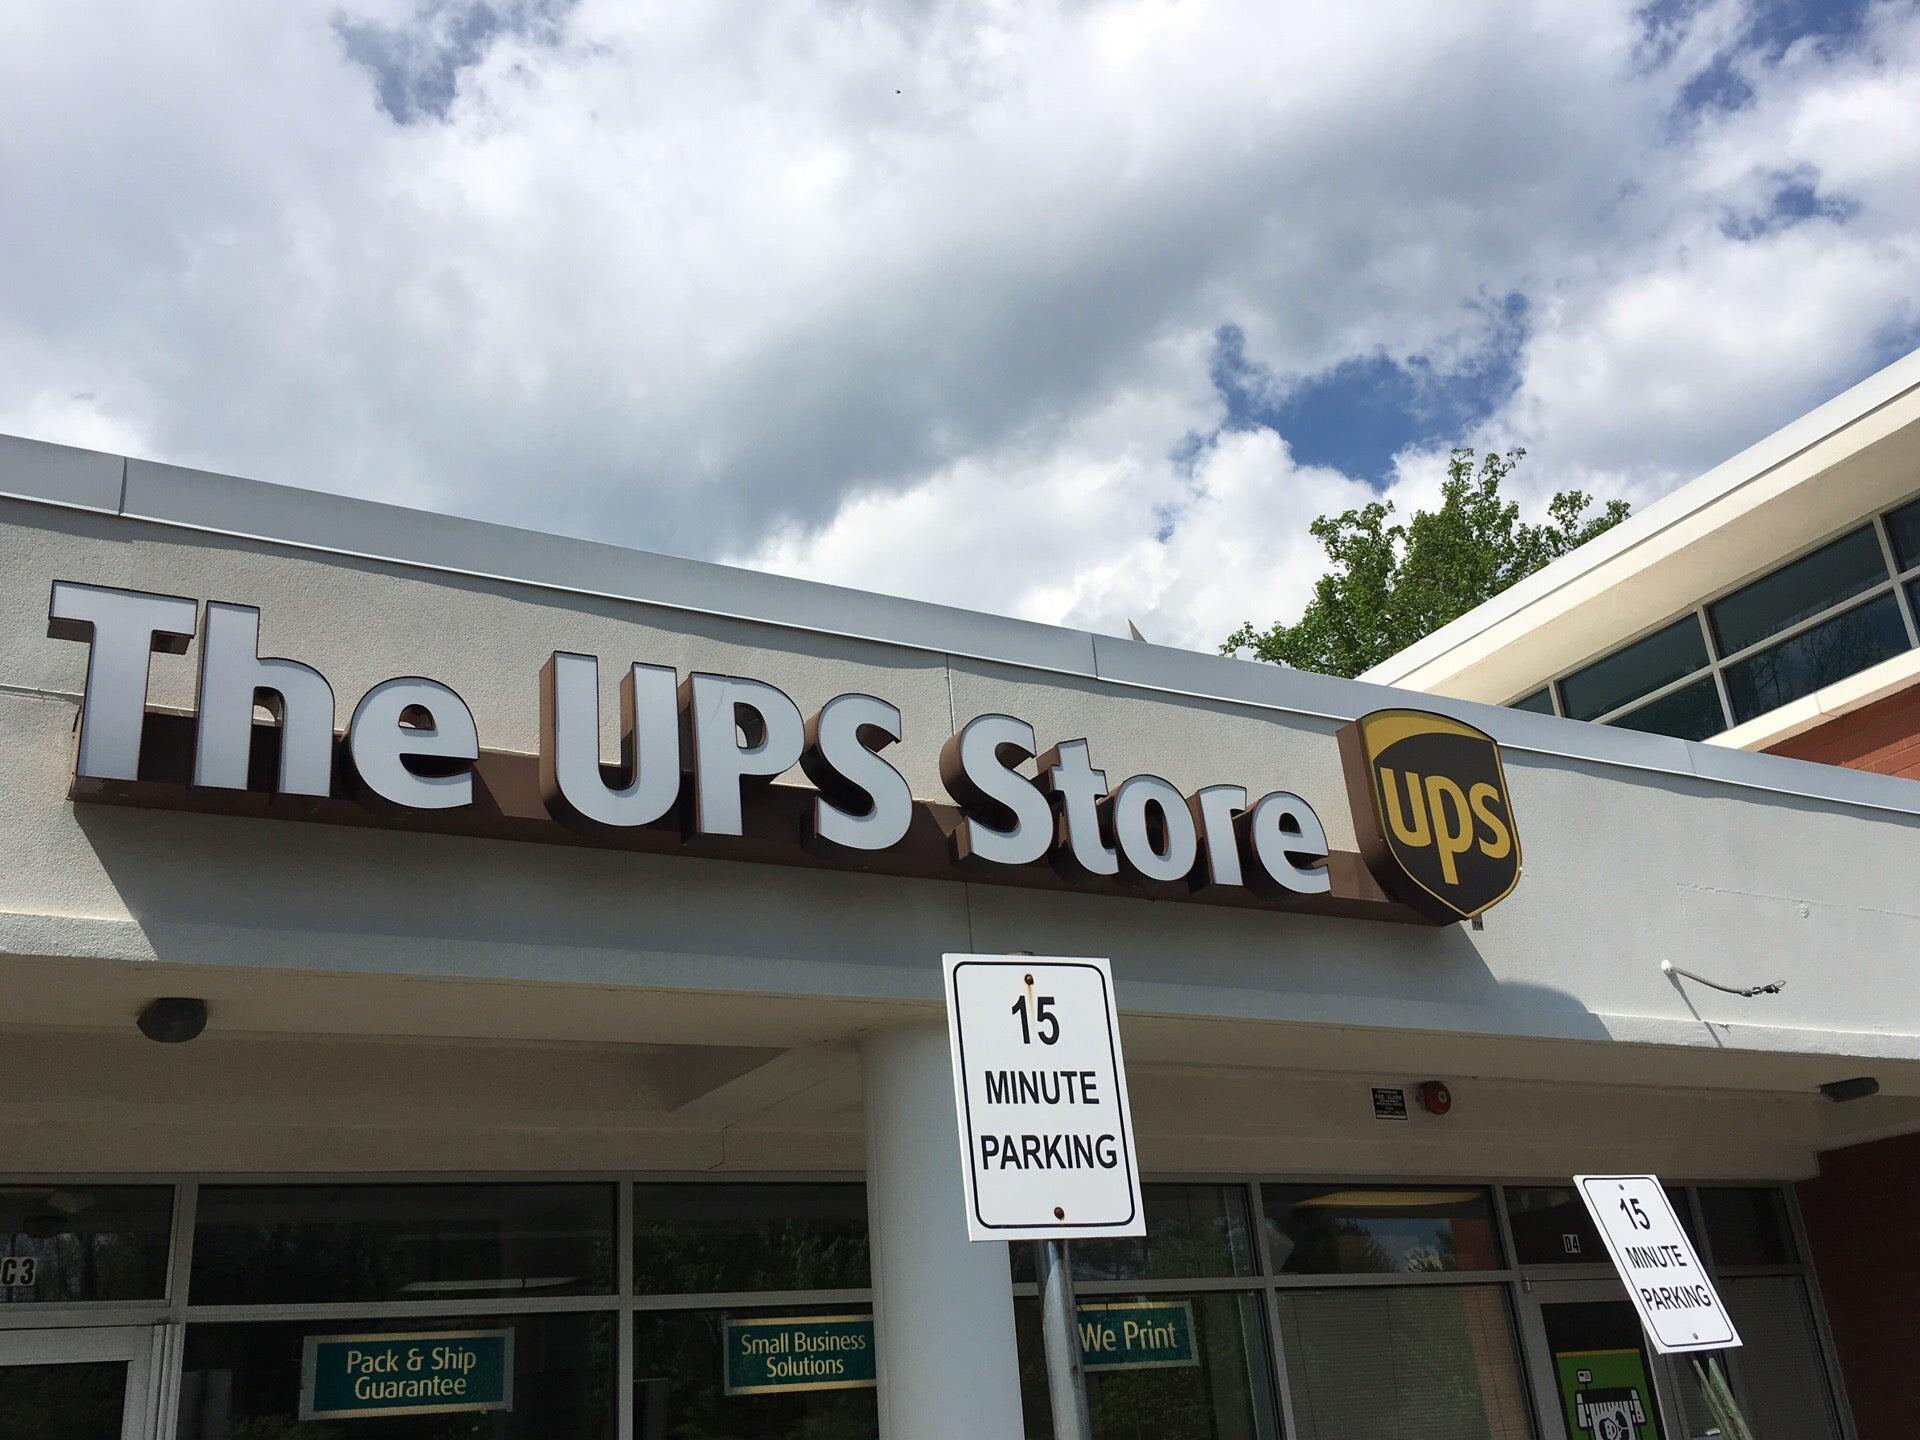 The UPS Store
ups
15
MINUTE
PARKING
15
MINUTE
PARKING
C3
D4
Pack & Ship
Guarantee
Small Business
Solutions
We Print